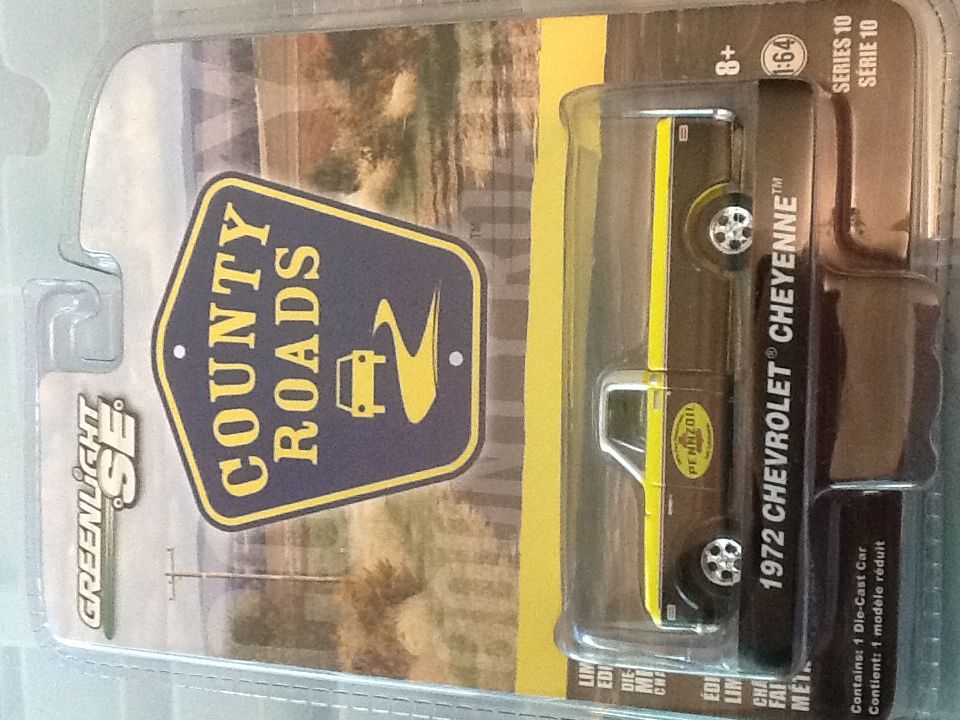 GREENLIGHT
SE
COUNTY
ROADS
TM
PENNZOIL
1972 CHEVROLET® CHEYENNE™
8+
1:64
SERIES 10
SÉRIE 10
Contains: 1 Die-Cast Car
Contient: 1 modèle réduit